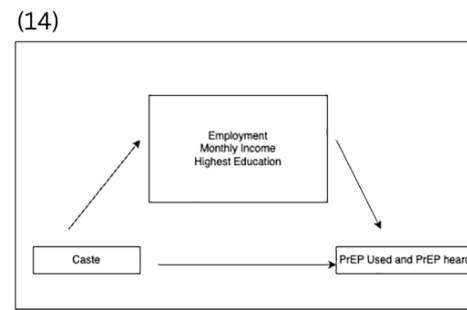 (14)
Employment
Monthly Income
Highest Education
Caste
PrEP Used and PrEP heard